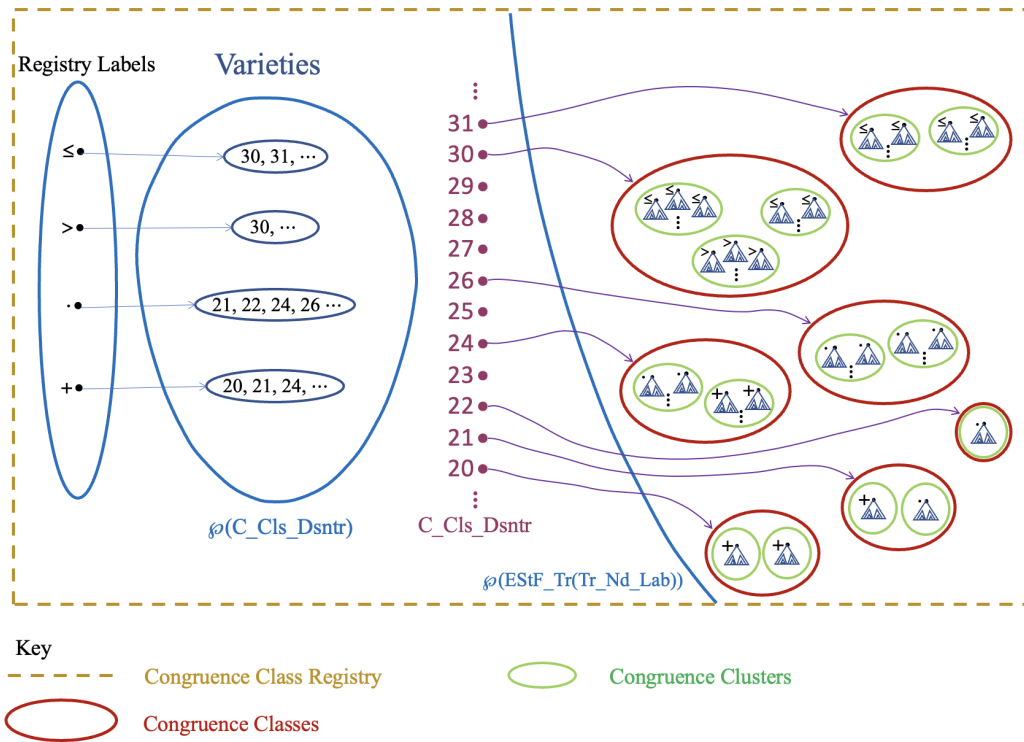 Registry Labels
Varieties
≤
30, 31, ⋯
>
30, ⋯
·
21, 22, 24, 26 ⋯
+
20, 21, 24, ⋯
℘(C_Cls_Dsntr)
⋮
31
30
29
28
27
26
25
24
23
22
21
20
⋮
C_Cls_Dsntr
℘(EStF_Tr(Tr_Nd_Lab))
≤ ≤ ⋮ ≤ ≤ ⋮
≤ ≤ ≤ ⋮ ≤ ≤ ⋮
> > > ⋮
· · ⋮ · · ⋮
· · ⋮ + + ⋮
·
+ ·
+ +
Key
Congruence Class Registry
Congruence Clusters
Congruence Classes